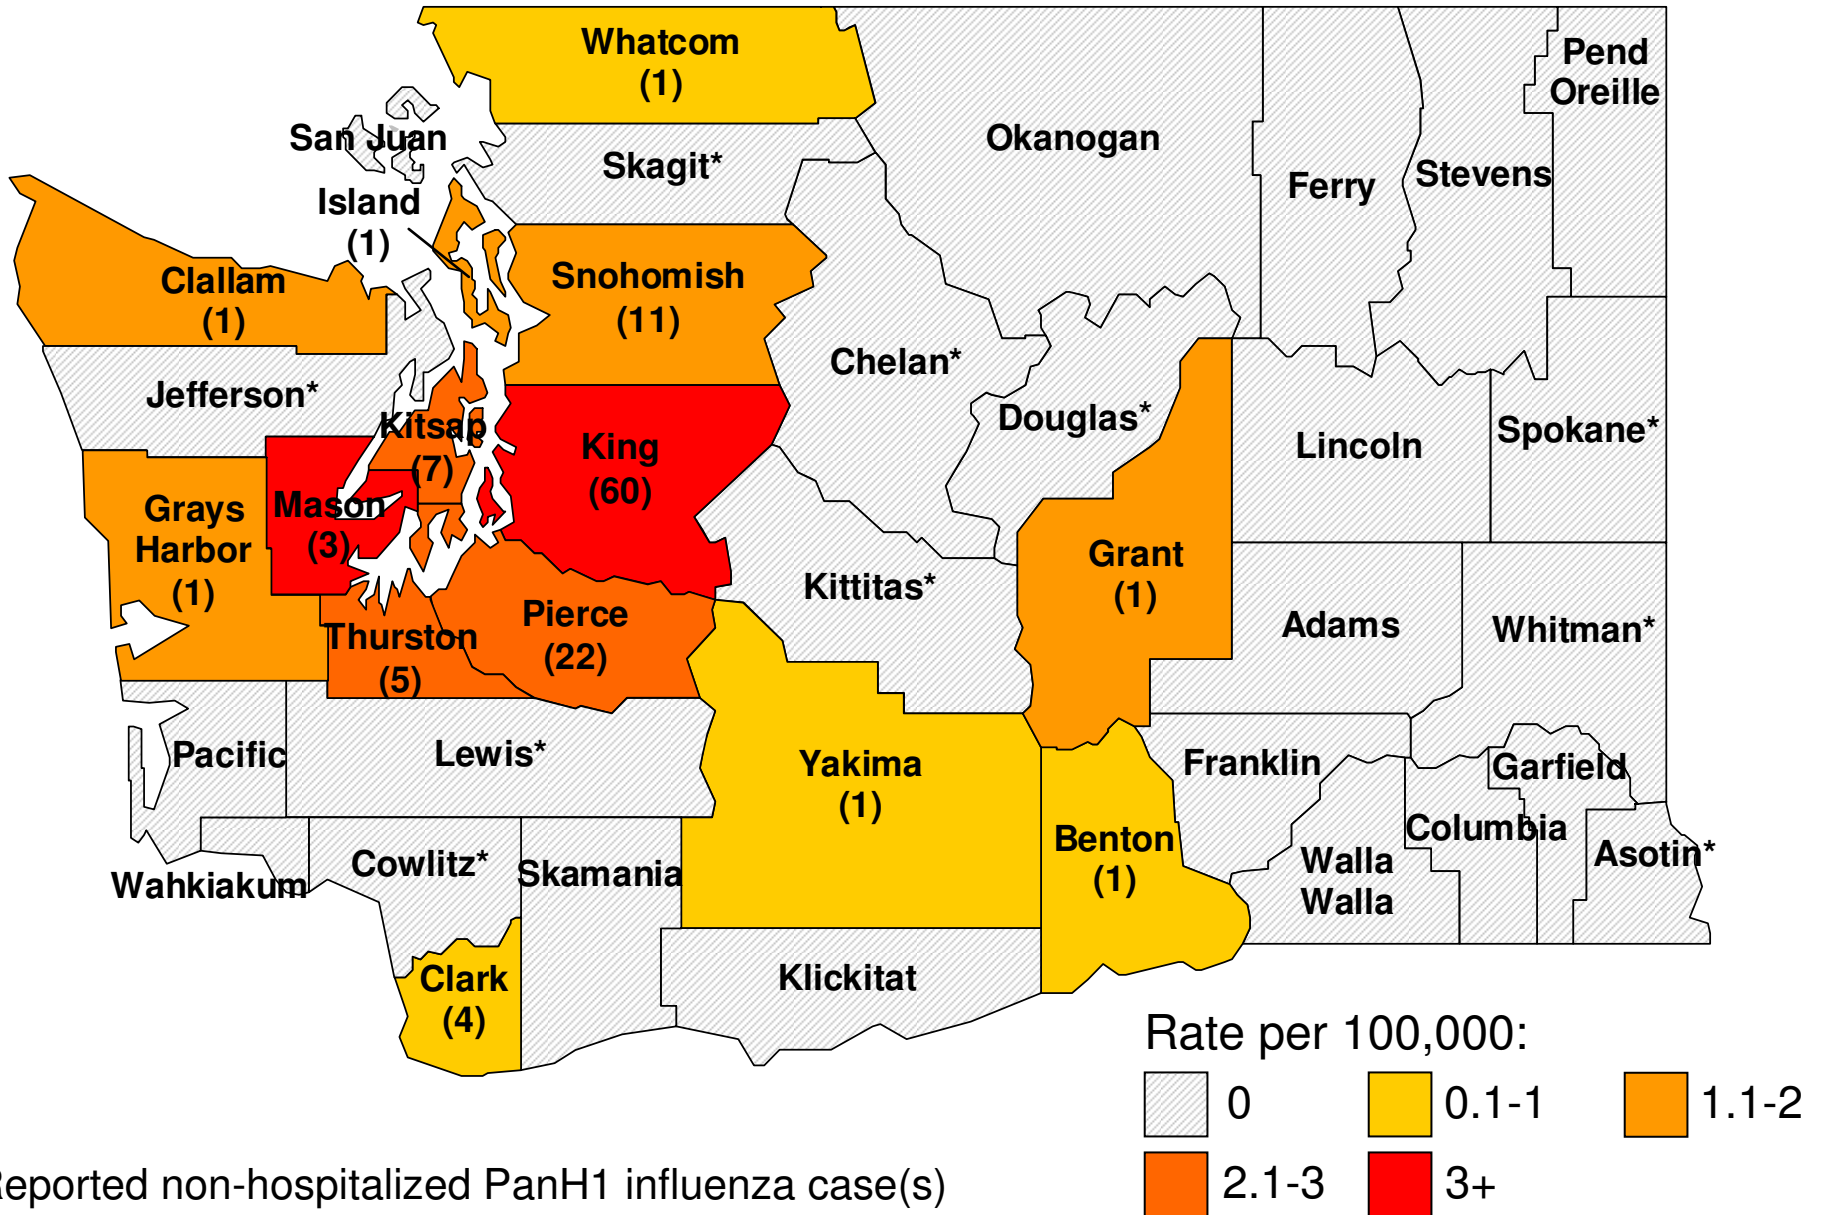 Whatcom
(1)
Pend
Oreille
San Juan
Skagit*
Okanogan
Ferry
Stevens
Island
(1)
Clallam
(1)
Snohomish
(11)
Jefferson*
Chelan*
Douglas*
Lincoln
Spokane*
Kitsap
(7)
King
(60)
Grays
Harbor
(1)
Mason
(3)
Grant
(1)
Kittitas*
Adams
Whitman*
Thurston
(5)
Pierce
(22)
Pacific
Lewis*
Yakima
(1)
Franklin
Garfield
Columbia
Benton
(1)
Asotin*
Walla
Walla
Wahkiakum
Cowlitz*
Skamania
Clark
(4)
Klickitat
Rate per 100,000:
0
0.1-1
1.1-2
2.1-3
3+
Reported non-hospitalized PanH1 influenza case(s)